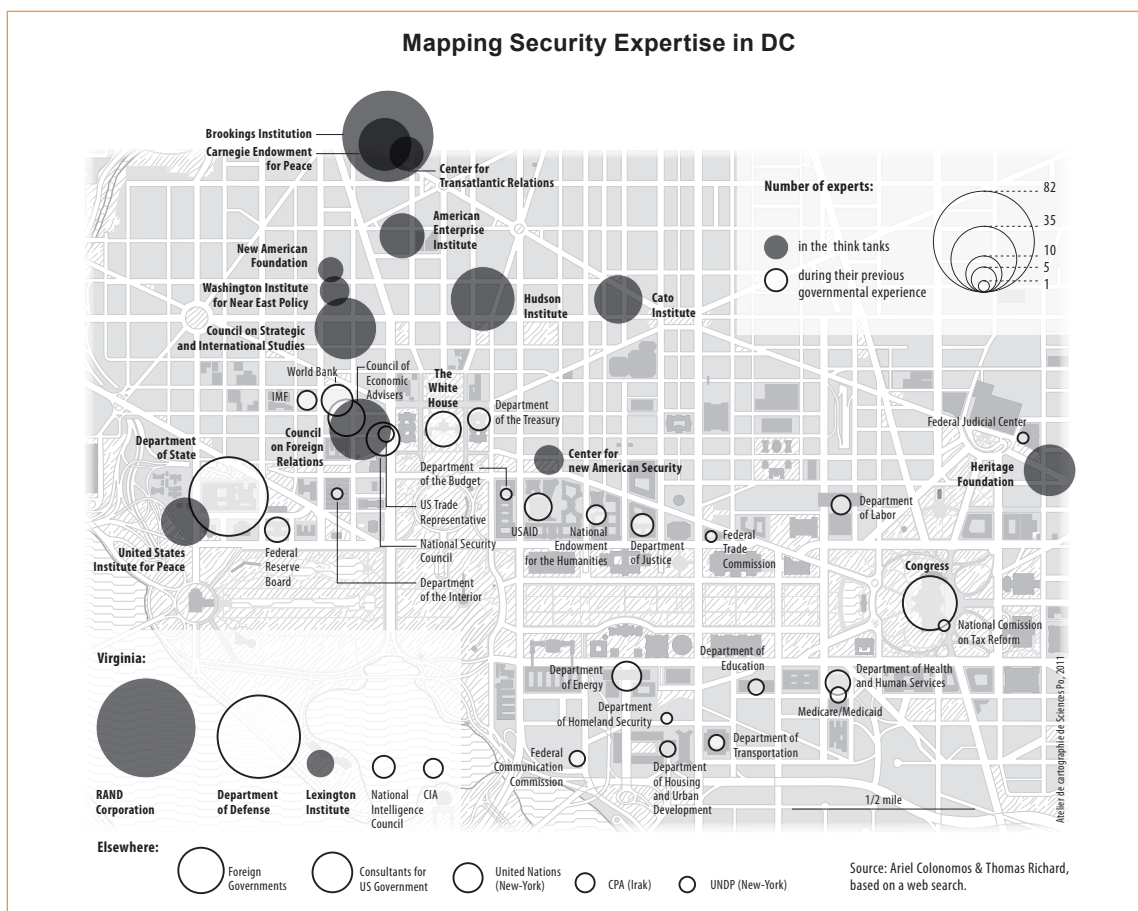 Mapping Security Expertise in DC
Brookings Institution
Carnegie Endowment
for Peace
Center for
Transatlantic Relations
American
Enterprise
Institute
New American
Foundation
Washington Institute
for Near East Policy
Council on Strategic
and International Studies
Hudson
Institute
Cato
Institute
Number of experts:
in the think tanks
during their previous
governmental experience
82
35
10
5
1
World Bank
Council of
Economic
Advisers
IMF
The
White
House
Department
of the Treasury
Council
on Foreign
Relations
Department
of State
Center for
new American Security
Federal Judicial Center
Heritage
Foundation
Department
of the Budget
US Trade
Representative
National Security
Council
Department
of the Interior
USAID
National
Endowment
for the Humanities
Department
of Justice
Federal
Trade
Commission
Department
of Labor
United States
Institute for Peace
Federal
Reserve
Board
Congress
National Comission
on Tax Reform
Virginia:
RAND
Corporation
Department
of Defense
Lexington
Institute
National
Intelligence
Council
CIA
Department
of Energy
Department of
Education
Department of Health
and Human Services
Medicare/Medicaid
Department
of Homeland Security
Federal
Communication
Commission
Department
of Housing
and Urban
Development
Department of
Transportation
1/2 mile
Atelier de cartographie de Sciences Po, 2011
Elsewhere:
Foreign
Governments
Consultants for
US Government
United Nations
(New-York)
CPA (Irak)
UNDP (New-York)
Source: Ariel Colonomos & Thomas Richard,
based on a web search.